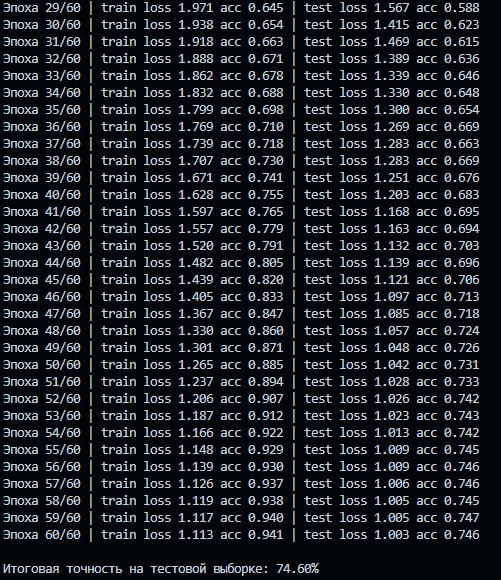 Эпоха 29/60 | train loss 1.971 acc 0.645 | test loss 1.567 acc 0.588
Эпоха 30/60 | train loss 1.938 acc 0.654 | test loss 1.415 acc 0.623
Эпоха 31/60 | train loss 1.918 acc 0.663 | test loss 1.469 acc 0.615
Эпоха 32/60 | train loss 1.888 acc 0.671 | test loss 1.389 acc 0.636
Эпоха 33/60 | train loss 1.862 acc 0.678 | test loss 1.339 acc 0.646
Эпоха 34/60 | train loss 1.832 acc 0.688 | test loss 1.330 acc 0.648
Эпоха 35/60 | train loss 1.799 acc 0.698 | test loss 1.300 acc 0.654
Эпоха 36/60 | train loss 1.769 acc 0.710 | test loss 1.269 acc 0.669
Эпоха 37/60 | train loss 1.739 acc 0.718 | test loss 1.283 acc 0.663
Эпоха 38/60 | train loss 1.707 acc 0.730 | test loss 1.283 acc 0.669
Эпоха 39/60 | train loss 1.671 acc 0.741 | test loss 1.251 acc 0.676
Эпоха 40/60 | train loss 1.628 acc 0.755 | test loss 1.203 acc 0.683
Эпоха 41/60 | train loss 1.597 acc 0.765 | test loss 1.168 acc 0.695
Эпоха 42/60 | train loss 1.557 acc 0.779 | test loss 1.163 acc 0.694
Эпоха 43/60 | train loss 1.520 acc 0.791 | test loss 1.132 acc 0.703
Эпоха 44/60 | train loss 1.482 acc 0.805 | test loss 1.139 acc 0.696
Эпоха 45/60 | train loss 1.439 acc 0.820 | test loss 1.121 acc 0.706
Эпоха 46/60 | train loss 1.405 acc 0.833 | test loss 1.097 acc 0.713
Эпоха 47/60 | train loss 1.367 acc 0.847 | test loss 1.085 acc 0.718
Эпоха 48/60 | train loss 1.330 acc 0.860 | test loss 1.057 acc 0.724
Эпоха 49/60 | train loss 1.301 acc 0.871 | test loss 1.048 acc 0.726
Эпоха 50/60 | train loss 1.265 acc 0.885 | test loss 1.042 acc 0.731
Эпоха 51/60 | train loss 1.237 acc 0.894 | test loss 1.028 acc 0.733
Эпоха 52/60 | train loss 1.206 acc 0.907 | test loss 1.026 acc 0.742
Эпоха 53/60 | train loss 1.187 acc 0.912 | test loss 1.023 acc 0.743
Эпоха 54/60 | train loss 1.166 acc 0.922 | test loss 1.013 acc 0.742
Эпоха 55/60 | train loss 1.148 acc 0.929 | test loss 1.009 acc 0.745
Эпоха 56/60 | train loss 1.139 acc 0.930 | test loss 1.009 acc 0.746
Эпоха 57/60 | train loss 1.126 acc 0.937 | test loss 1.006 acc 0.746
Эпоха 58/60 | train loss 1.119 acc 0.938 | test loss 1.005 acc 0.745
Эпоха 59/60 | train loss 1.117 acc 0.940 | test loss 1.005 acc 0.747
Эпоха 60/60 | train loss 1.113 acc 0.941 | test loss 1.003 acc 0.746
Итоговая точность на тестовой выборке: 74.60%